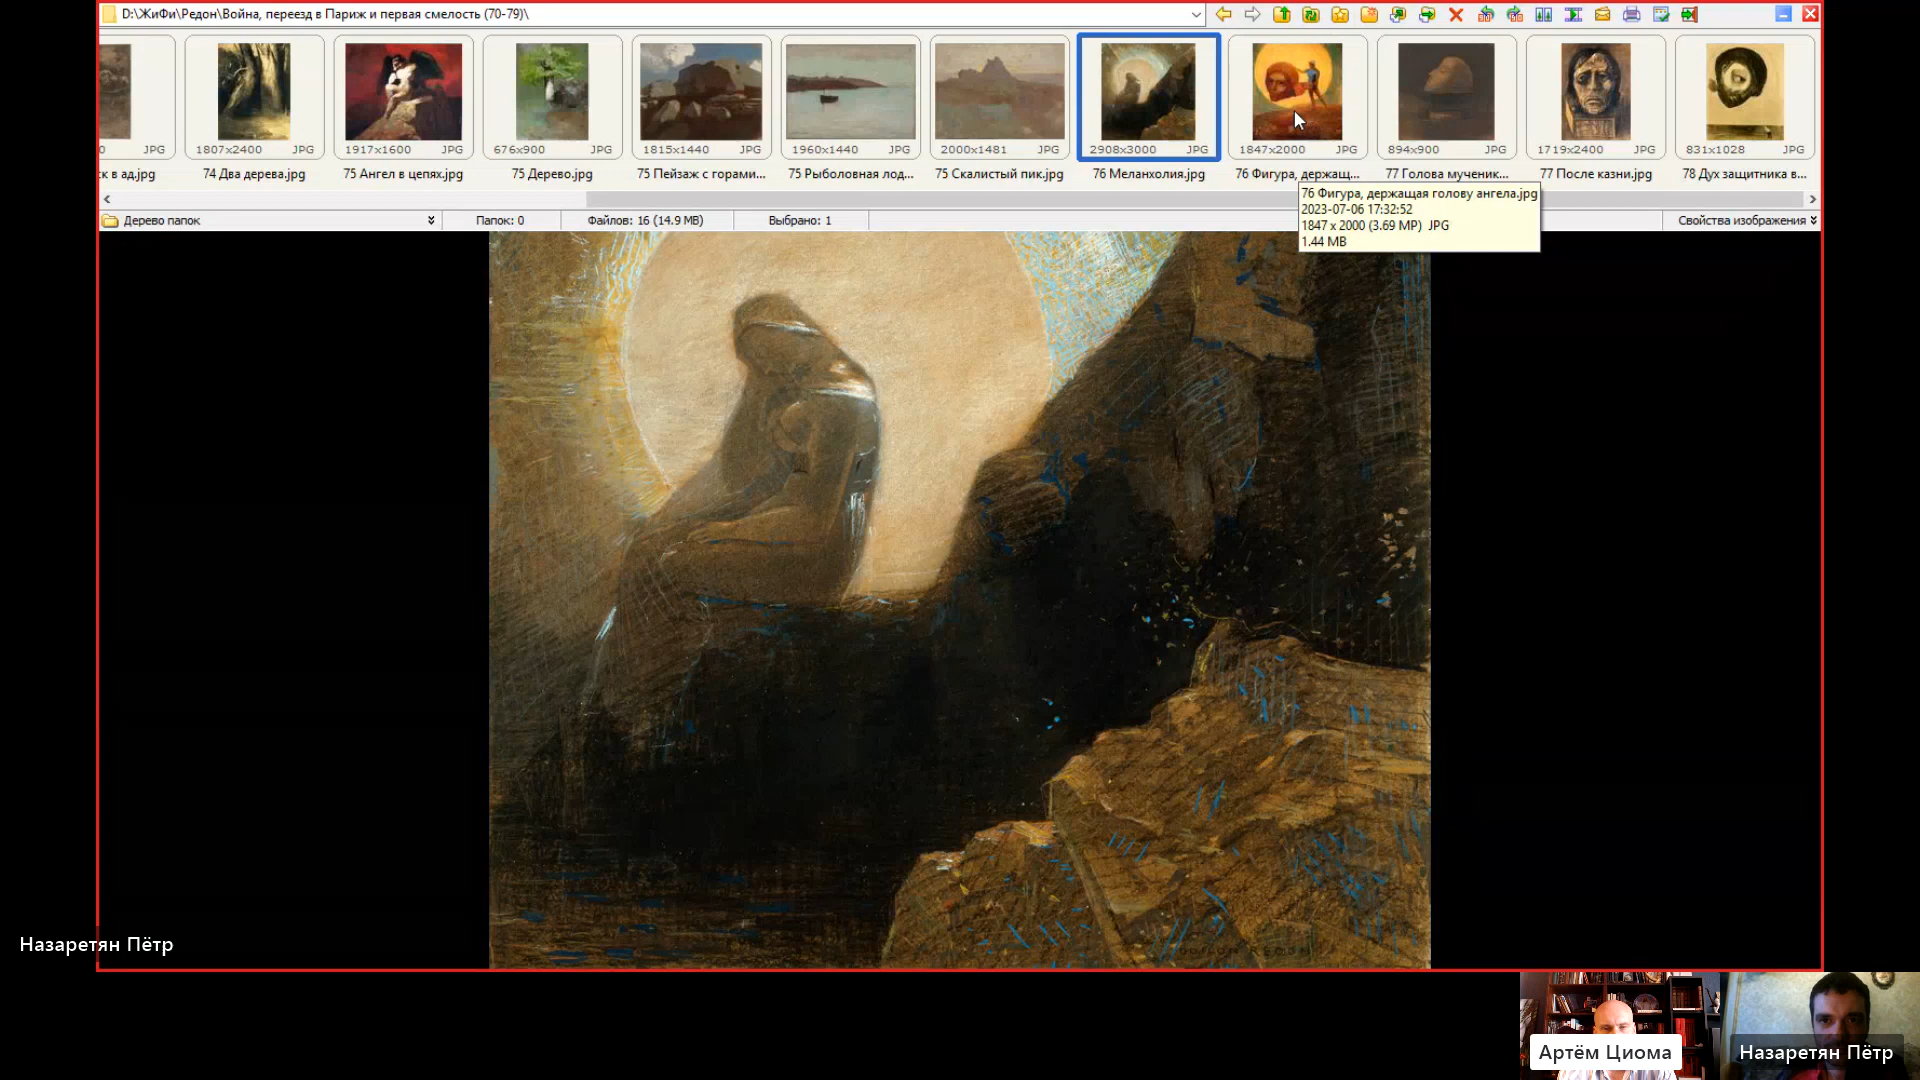 D:\ЖиФи\Редон\Война, переезд в Париж и первая смелость (70-79)\
0 JPG
1807x2400 JPG
1917x1600 JPG
676x900 JPG
1815x1440 JPG
1960x1440 JPG
2000x1481 JPG
2908x3000 JPG
1847x2000 JPG
894x900 JPG
1719x2400 JPG
831x1028 JPG
к в ад.jpg
74 Два дерева.jpg
75 Ангел в цепях.jpg
75 Дерево.jpg
75 Пейзаж с горами...
75 Рыболовная лод...
75 Скалистый пик.jpg
76 Меланхолия.jpg
76 Фигура, держащ...
77 Голова мученик...
77 После казни.jpg
78 Дух защитника в...
76 Фигура, держащая голову ангела.jpg
2023-07-06 17:32:52
1847 x 2000 (3.69 MP) JPG
1.44 MB
Дерево папок
Папок: 0
Файлов: 16 (14.9 MB)
Выбрано: 1
Свойства изображения
Назаретян Пётр
Артём Циома
Назаретян Пётр